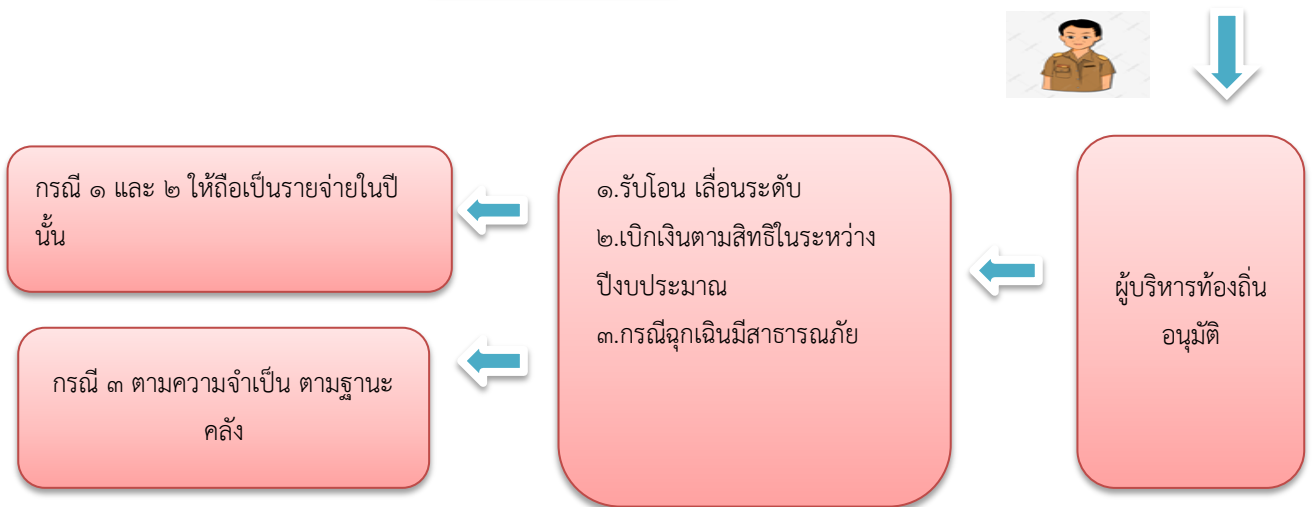 กรณี ๑ และ ๒ ให้ถือเป็นรายจ่ายในปี
นั้น
กรณี ๓ ตามความจำเป็น ตามฐานะ
คลัง
๑.รับโอน เลื่อนระดับ
๒.เบิกเงินตามสิทธิในระหว่าง
ปีงบประมาณ
๓.กรณีฉุกเฉินมีสาธารณภัย
ผู้บริหารท้องถิ่น
อนุมัติ